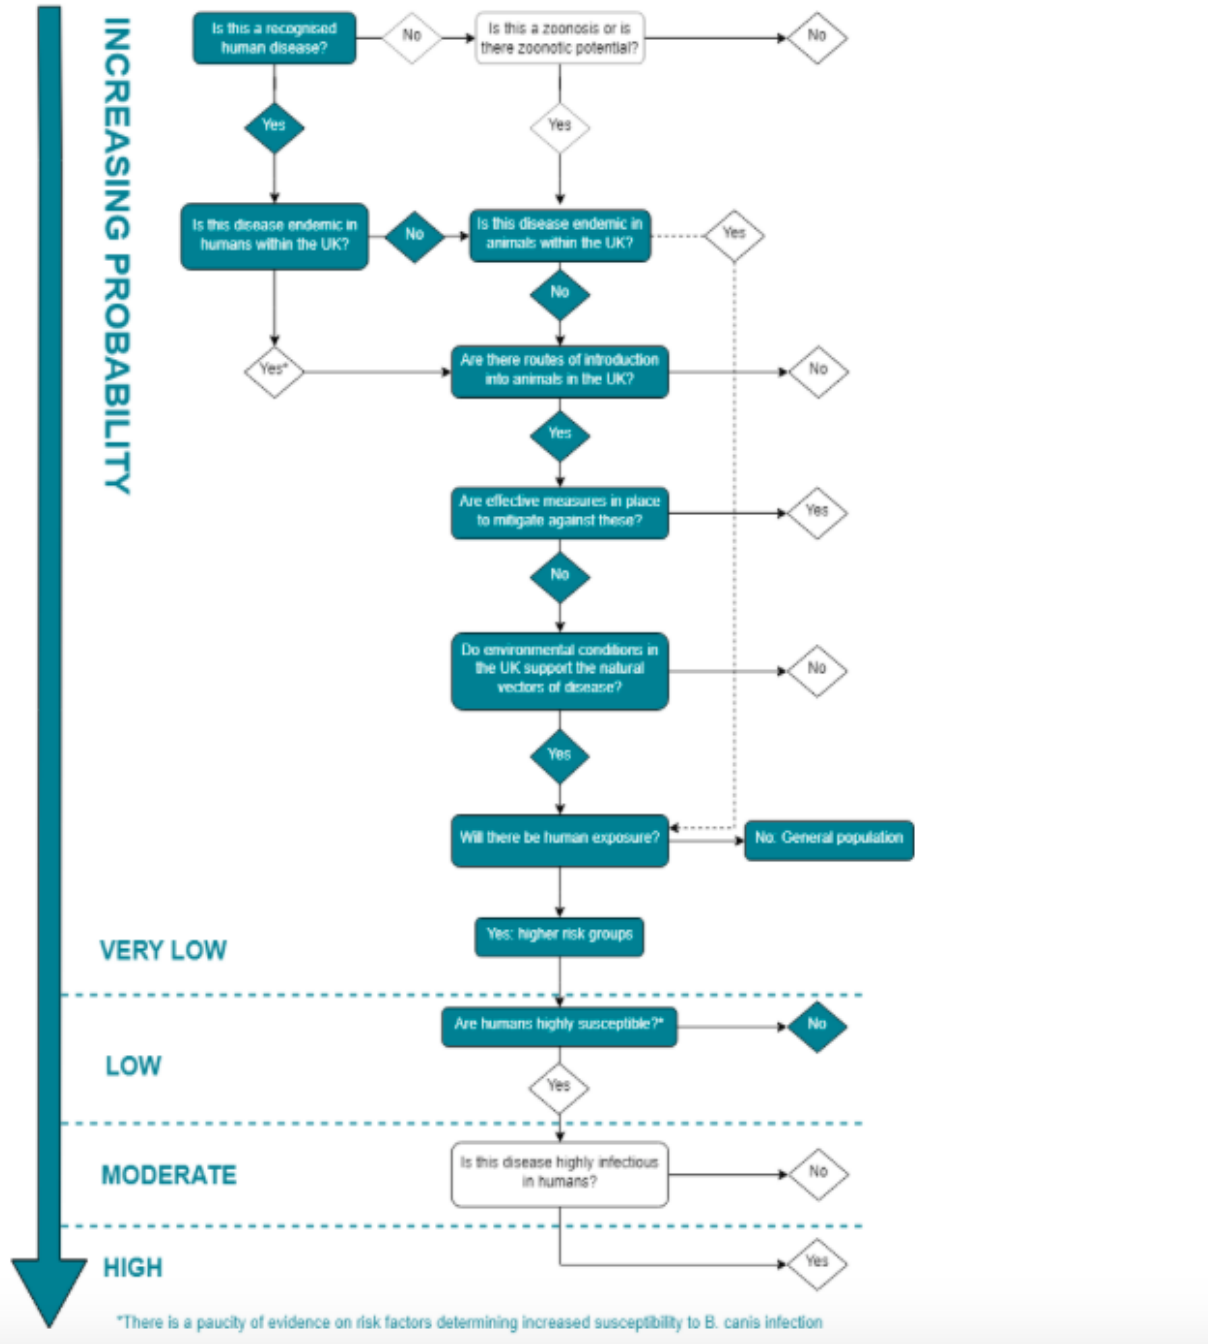 INCREASING PROBABILITY
Is this a recognised
human disease?
No
Is this a zoonosis or is
there zoonotic potential?
No
Yes
Yes
Is this disease endemic in
humans within the UK?
No
Is this disease endemic in
animals within the UK?
Yes
No
Yes*
Are there routes of introduction
into animals in the UK?
No
Yes
Are effective measures in place
to mitigate against these?
Yes
No
Do environmental conditions in
the UK support the natural
vectors of disease?
No
Yes
Will there be human exposure?
No: General population
Yes: higher risk groups
VERY LOW
Are humans highly susceptible?*
No
LOW
Yes
MODERATE
Is this disease highly infectious
in humans?
No
HIGH
Yes
*There is a paucity of evidence on risk factors determining increased susceptibility to B. canis infection